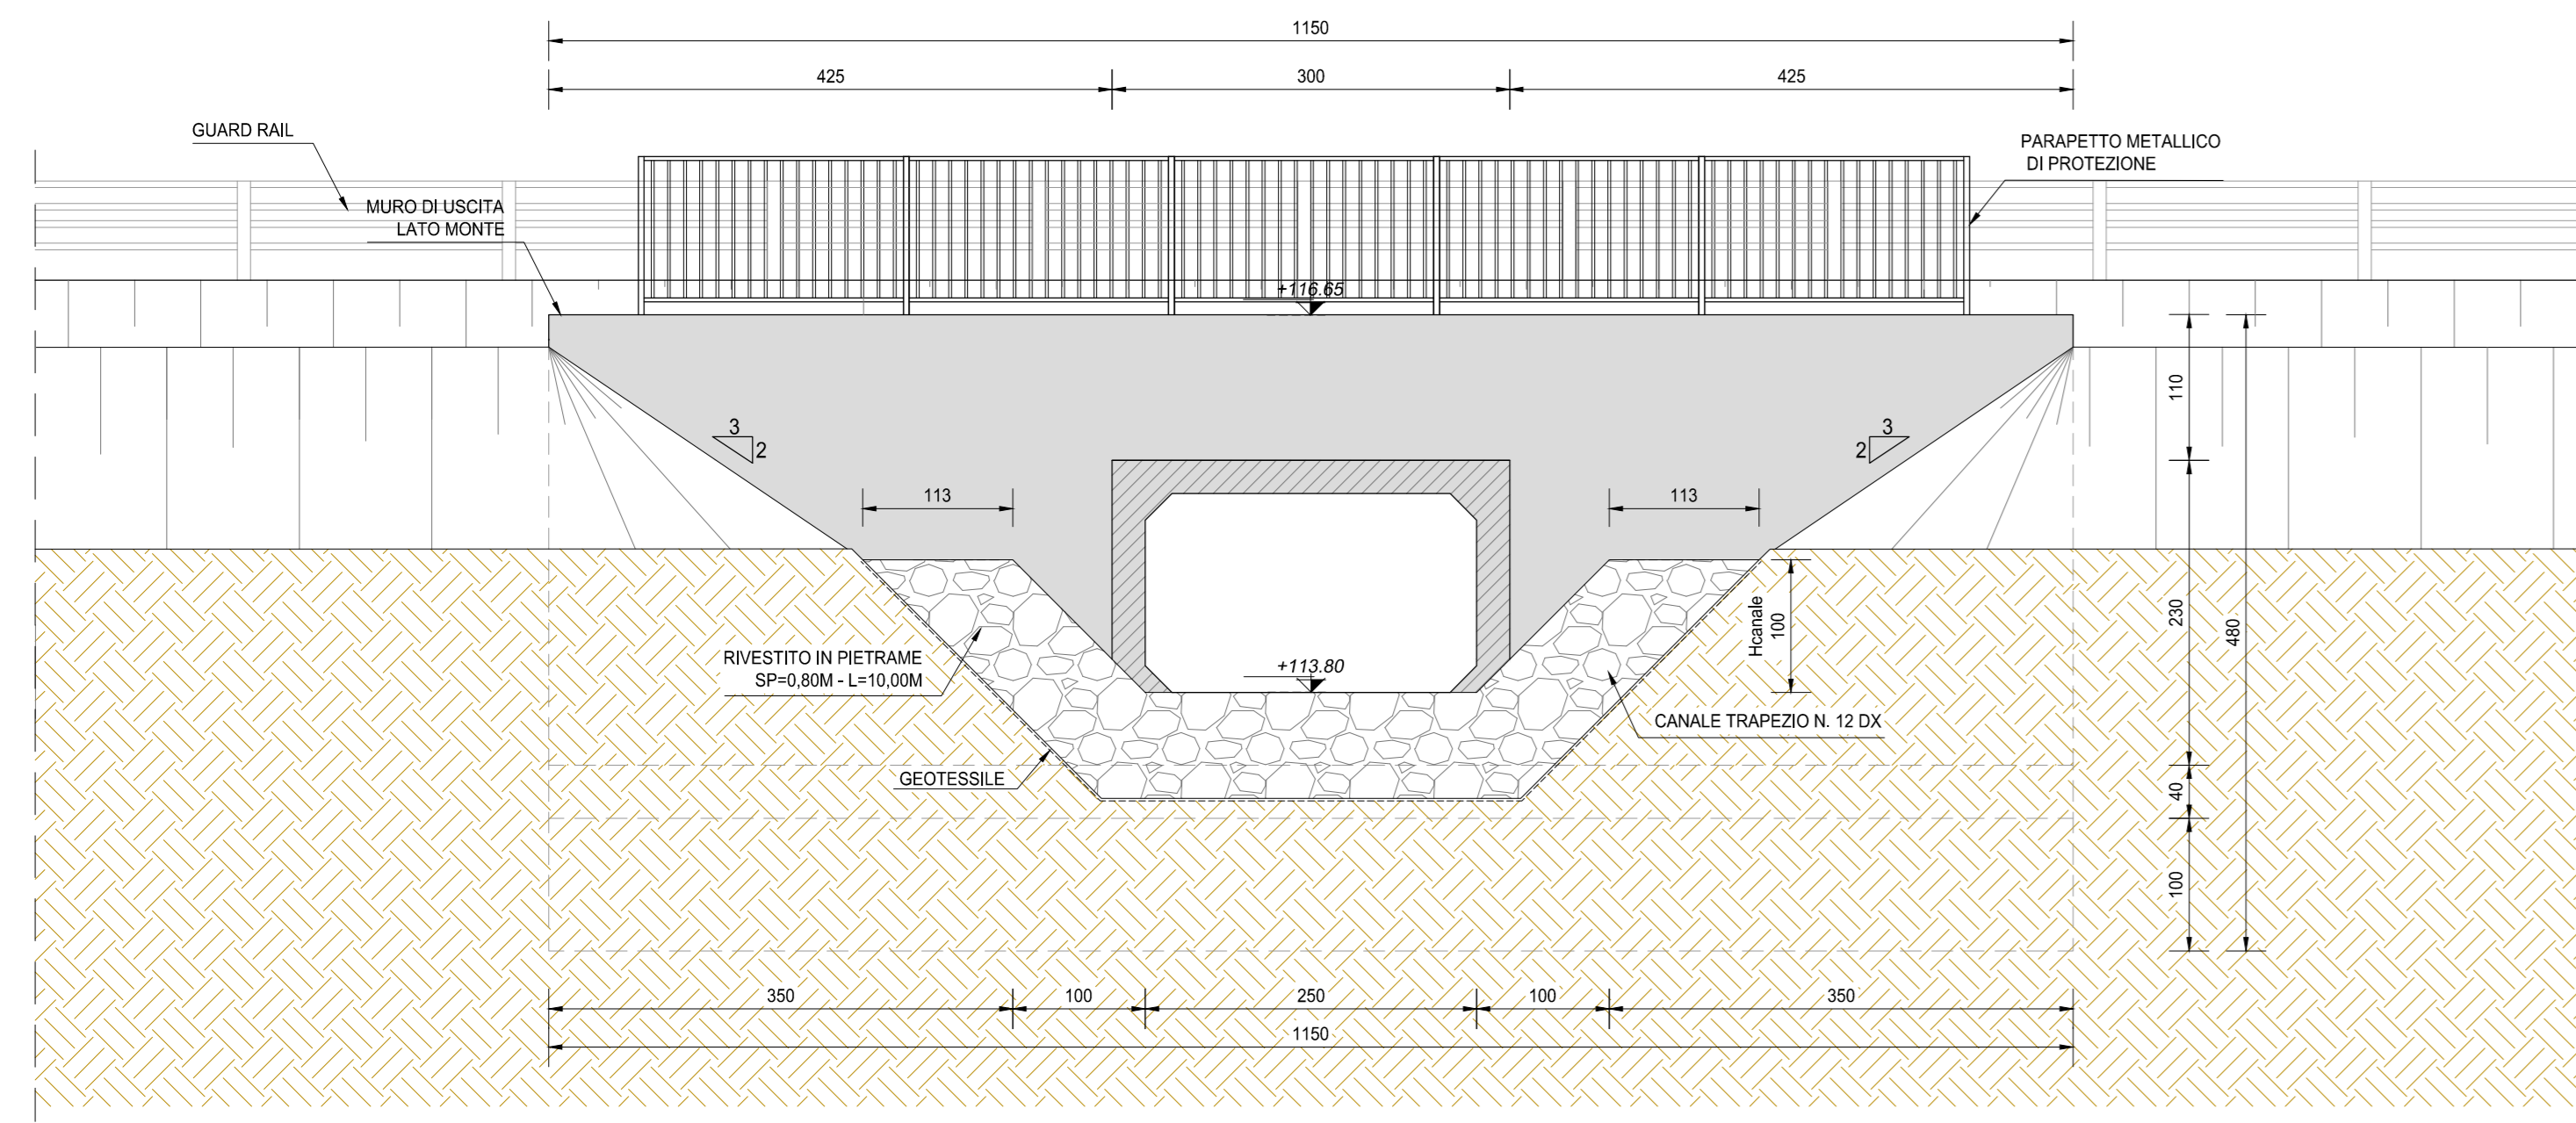 1150
425
300
425
GUARD RAIL
PARAPETTO METALLICO
DI PROTEZIONE
MURO DI USCITA
LATO MONTE
+116.65
110
3
2
3
2
113
113
Hcanale
100
230
480
RIVESTITO IN PIETRAME
SP=0,80M - L=10,00M
+113.80
CANALE TRAPEZIO N. 12 DX
GEOTESSILE
40
100
350
100
250
100
350
1150